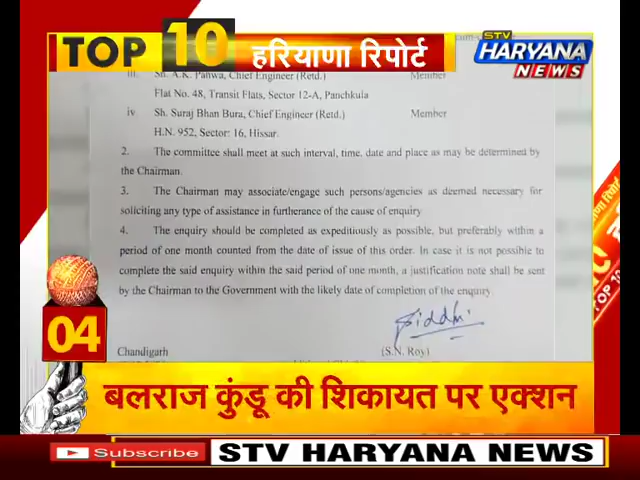 TOP 10
हरियाणा रिपोर्ट
STV
HARYANA
NEWS
iii. Sh. A.K. Panwa, Chief Engineer (Retd.) Member
Flat No. 48, Transit Flats, Sector 12-A, Panchkula
iv. Sh. Suraj Bhan Bura, Chief Engineer (Retd.) Member
H.N. 952, Sector: 16, Hissar.
2. The committee shall meet at such interval, time, date and place as may be determined by
the Chairman.
3. The Chairman may associate/engage such persons/agencies as deemed necessary for
soliciting any type of assistance in furtherance of the cause of enquiry
4. The enquiry should be completed as expeditiously as possible, but preferably within a
period of one month counted from the date of issue of this order. In case it is not possible to
complete the said enquiry within the said period of one month, a justification note shall be sent
by the Chairman to the Government with the likely date of completion of the enquiry
Chandigarh (S.N. Roy)
04
बलराज कुंडू की शिकायत पर एक्शन
Subscribe STV HARYANA NEWS
रिपोर्ट
TOP 10